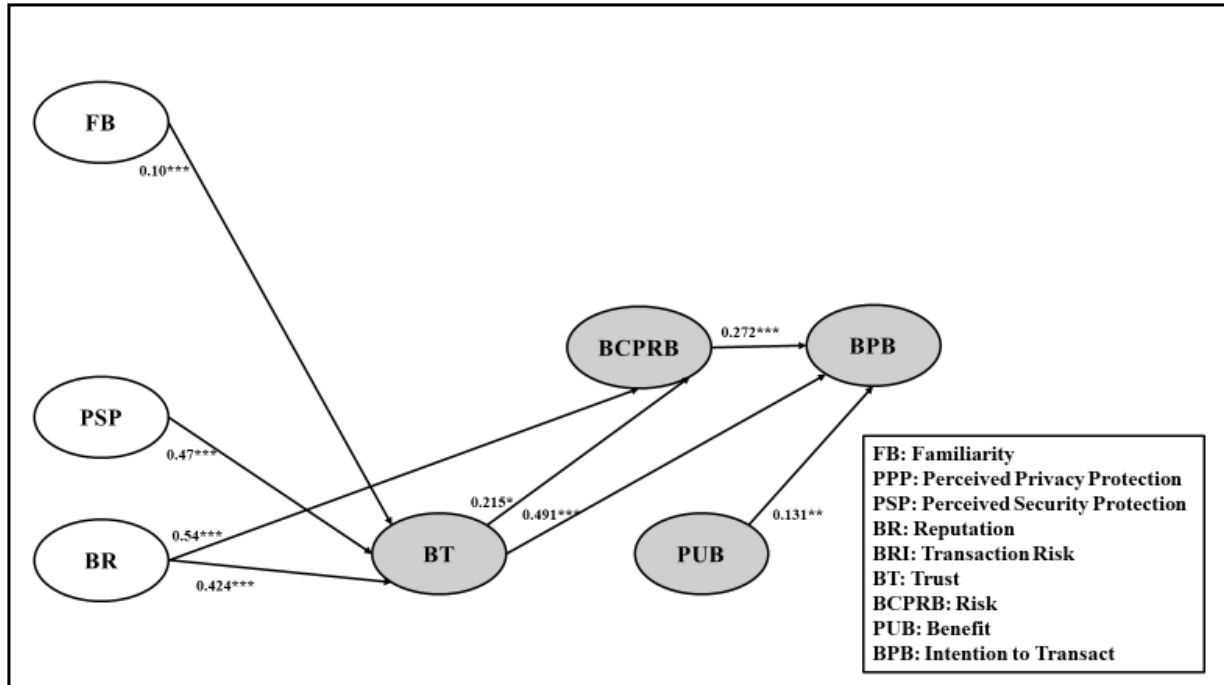 FB
0.10***
BCPRB
0.272***
BPB
PSP
0.47***
0.215*
0.491***
0.131**
BR
0.54***
0.424***
BT
PUB
FB: Familiarity
PPP: Perceived Privacy Protection
PSP: Perceived Security Protection
BR: Reputation
BRI: Transaction Risk
BT: Trust
BCPRB: Risk
PUB: Benefit
BPB: Intention to Transact